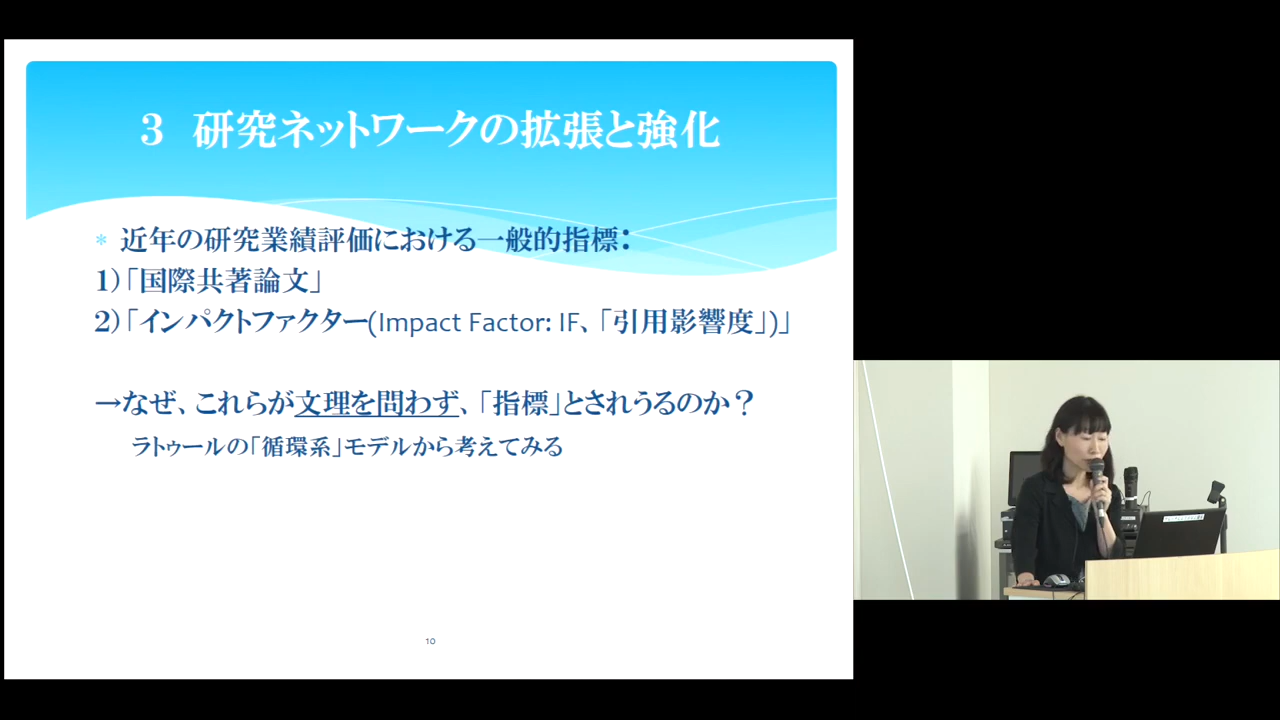 3　研究ネットワークの拡張と強化
* 近年の研究業績評価における一般的指標：
1）「国際共著論文」
2）「インパクトファクター(Impact Factor: IF、「引用影響度」)」
→なぜ、これらが文理を問わず、「指標」とされうるのか？
ラトゥールの「循環系」モデルから考えてみる
10